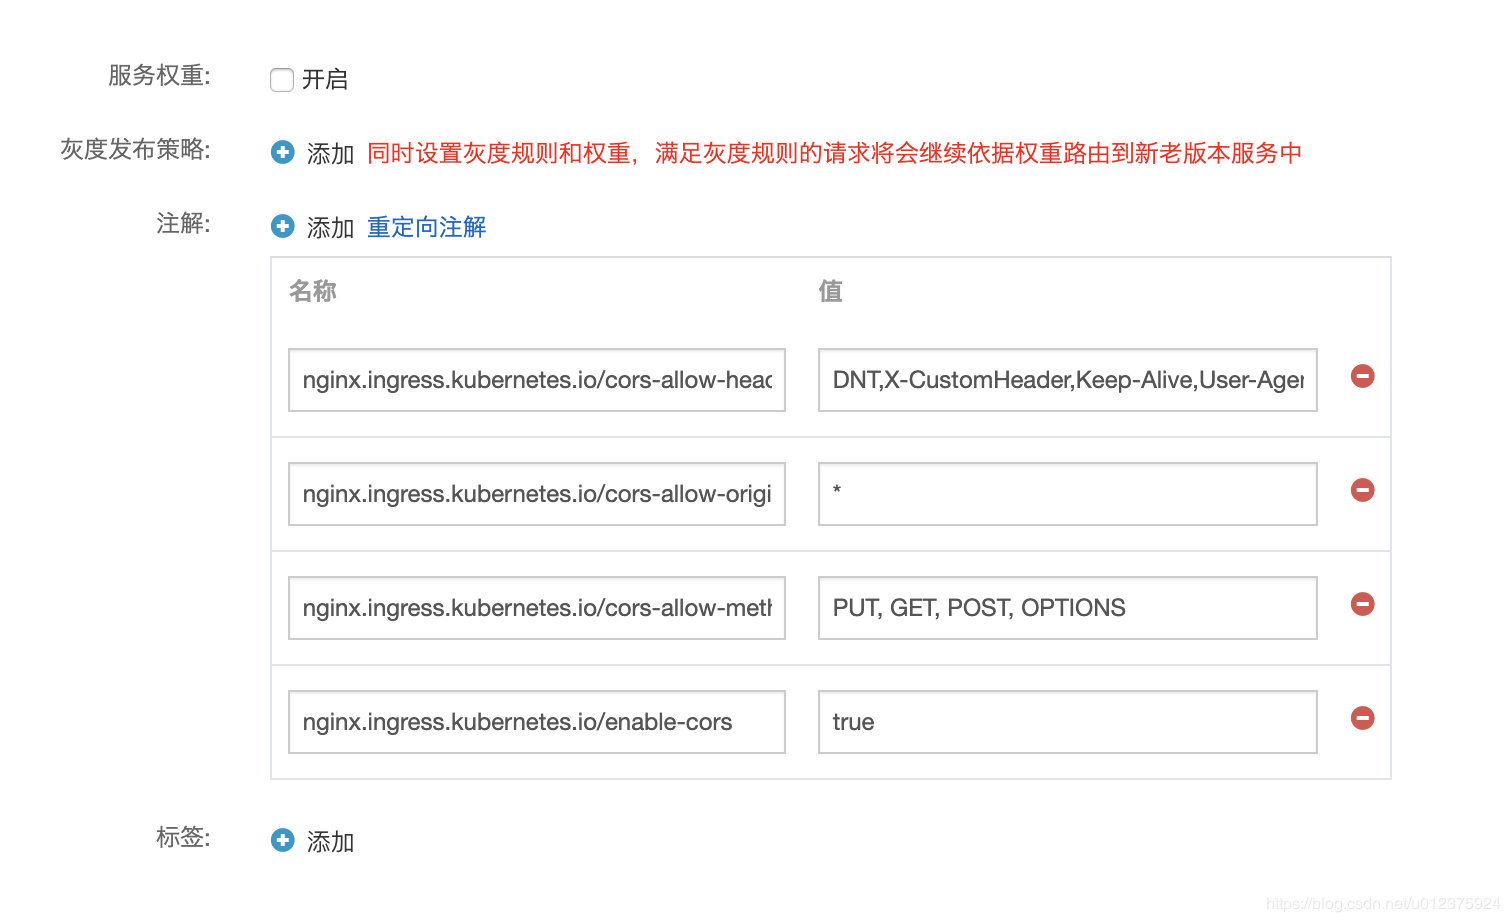 服务权重: 开启
灰度发布策略: 添加 同时设置灰度规则和权重，满足灰度规则的请求将会继续依据权重路由到新老版本服务中
注解: 添加 重定向注解
名称 值
nginx.ingress.kubernetes.io/cors-allow-head DNT,X-CustomHeader,Keep-Alive,User-Agen
nginx.ingress.kubernetes.io/cors-allow-origi *
nginx.ingress.kubernetes.io/cors-allow-meth PUT, GET, POST, OPTIONS
nginx.ingress.kubernetes.io/enable-cors true
标签: 添加
https://blog.csdn.net/u012375924